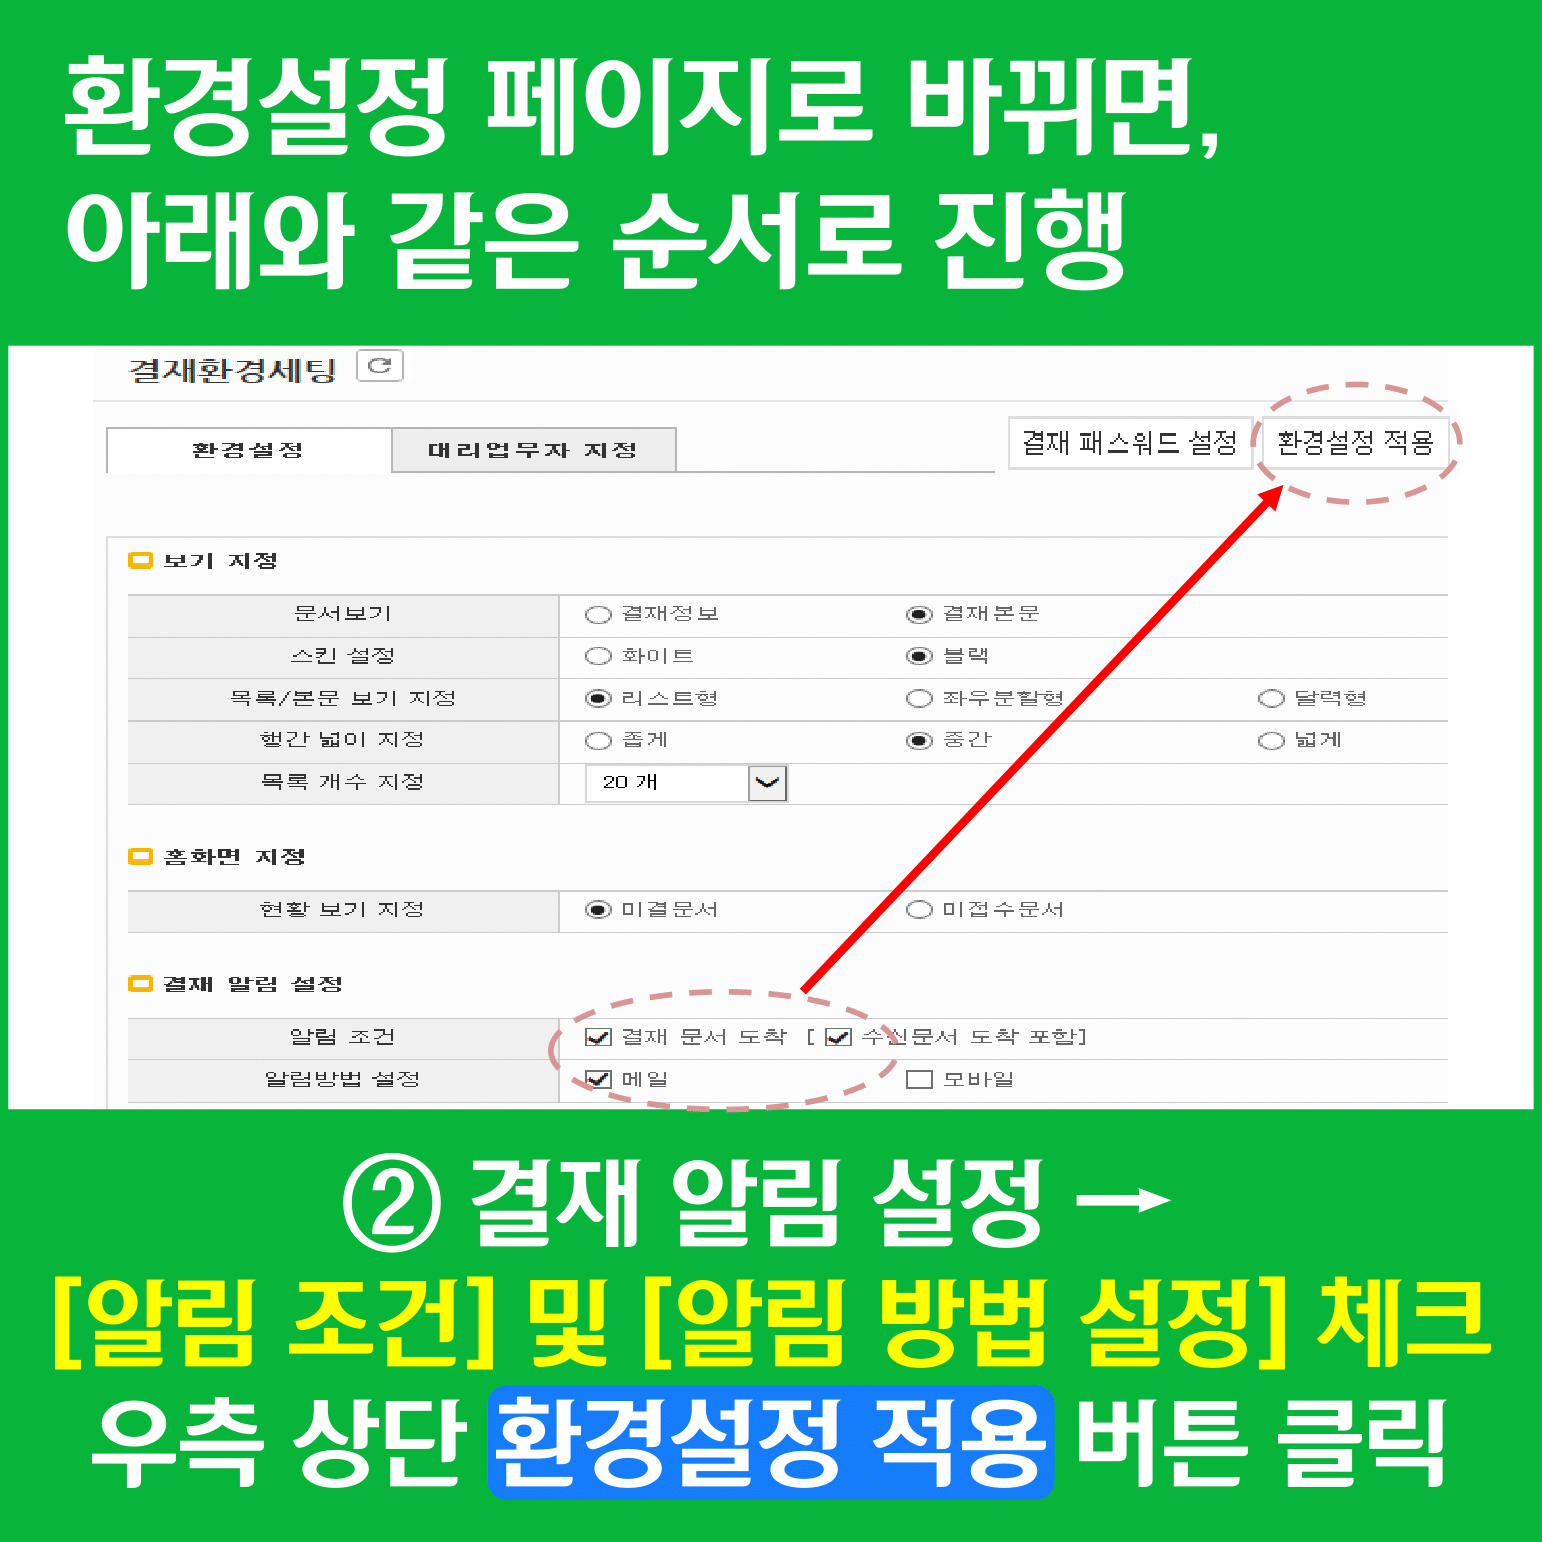 환경설정 페이지로 바뀌면,
아래와 같은 순서로 진행
결재환경세팅
환경설정 대리업무자 지정 결재 패스워드 설정 환경설정 적용
보기 지정
문서보기 결재정보 결재본문
스킨 설정 화이트 블랙
목록/본문 보기 지정 리스트형 좌우분할형 달력형
행간 넓이 지정 좁게 중간 넓게
목록 개수 지정 20 개
홈화면 지정
현황 보기 지정 미결문서 미접수문서
결재 알림 설정
알림 조건 결재 문서 도착 [ 수신문서 도착 포함]
알림방법 설정 메일 모바일
② 결재 알림 설정 →
[알림 조건] 및 [알림 방법 설정] 체크
우측 상단 환경설정 적용 버튼 클릭